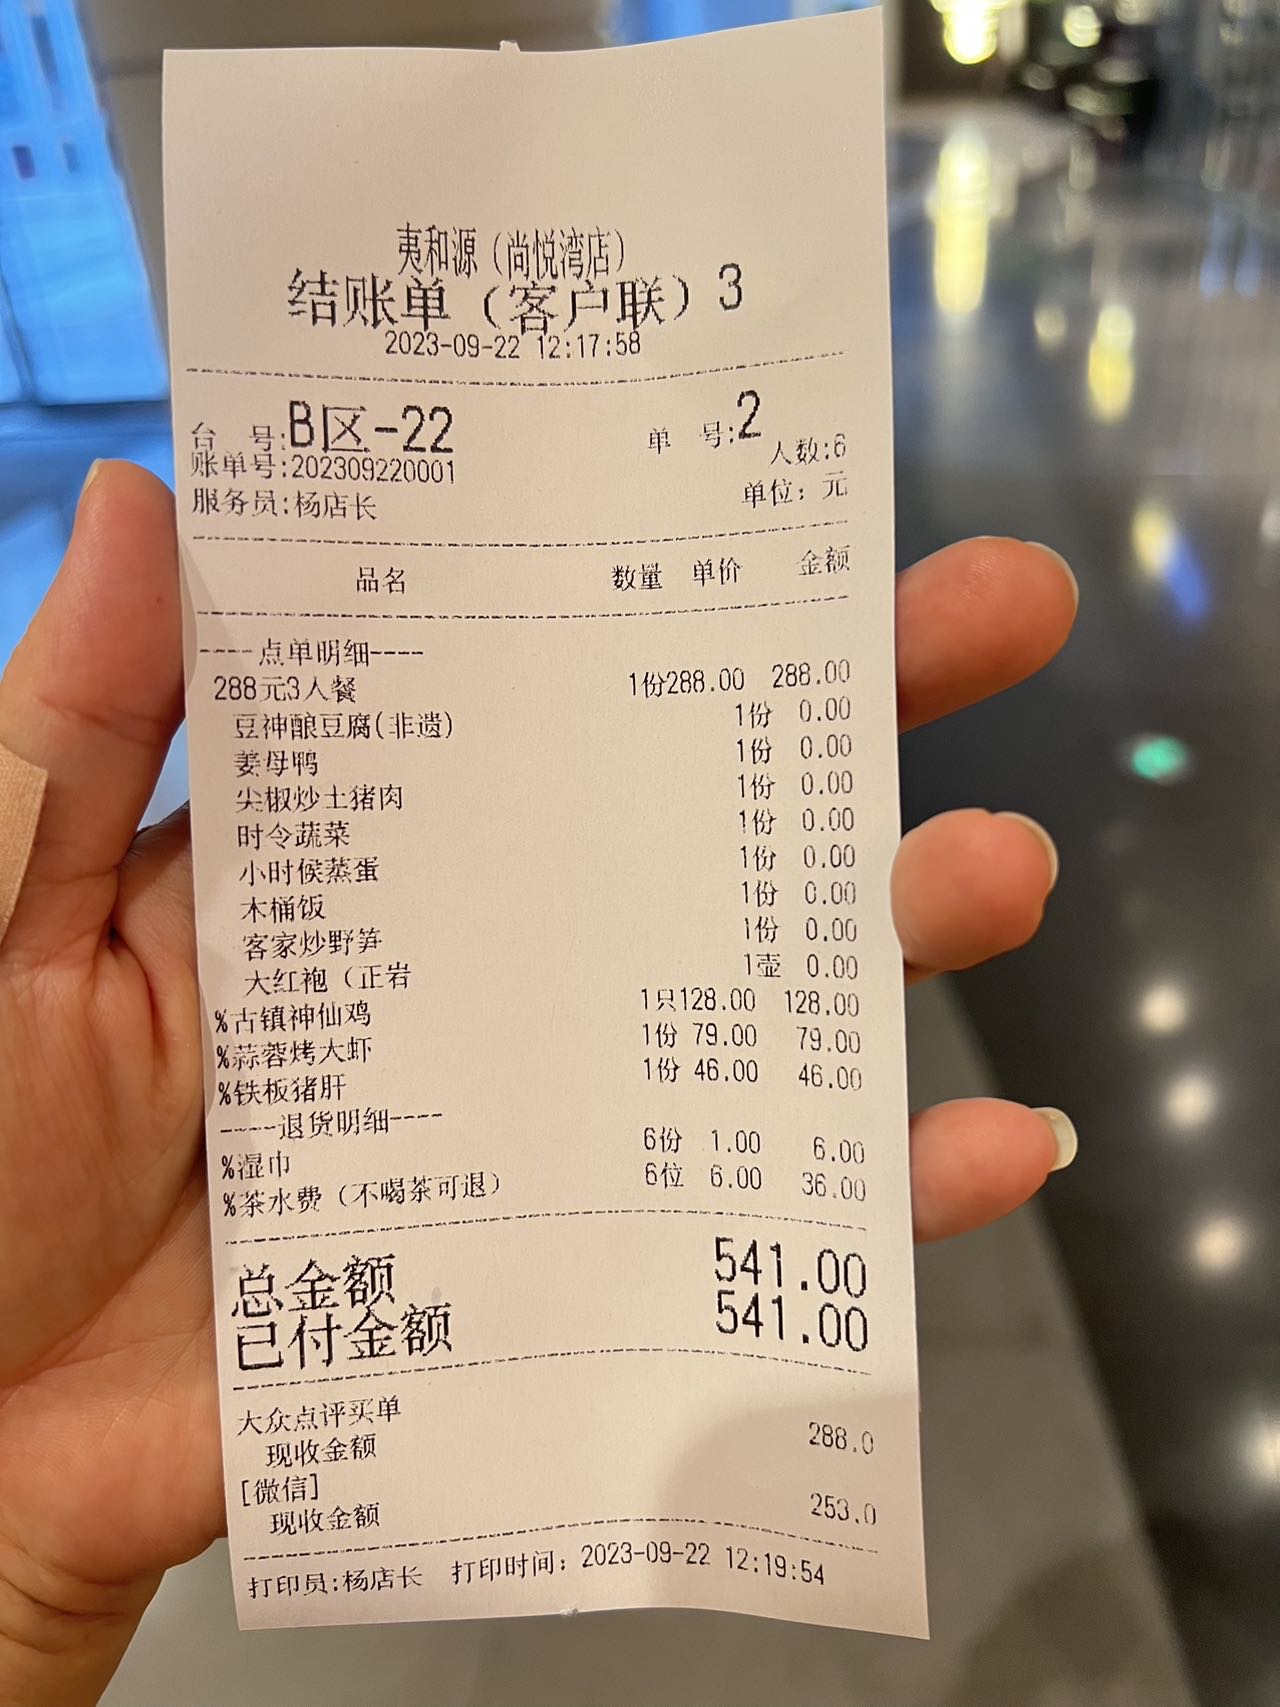 夷和源（尚悦湾店）
结账单（客户联）3
2023-09-22 12:17:58
台 号:B区-22 单 号:2
账单号:202309220001 人数:6
服务员:杨店长 单位：元
品名 数量 单价 金额
----点单明细----
288元3人餐 1份288.00 288.00
豆神酿豆腐(非遗) 1份 0.00
姜母鸭 1份 0.00
尖椒炒土猪肉 1份 0.00
时令蔬菜 1份 0.00
小时候蒸蛋 1份 0.00
木桶饭 1份 0.00
客家炒野笋 1份 0.00
大红袍（正岩 1壶 0.00
%古镇神仙鸡 1只128.00 128.00
%蒜蓉烤大虾 1份 79.00 79.00
%铁板猪肝 1份 46.00 46.00
----退货明细----
%湿巾 6份 1.00 6.00
%茶水费（不喝茶可退） 6位 6.00 36.00
总金额 541.00
已付金额 541.00
大众点评买单
现收金额 288.0
[微信]
现收金额 253.0
打印员:杨店长 打印时间：2023-09-22 12:19:54